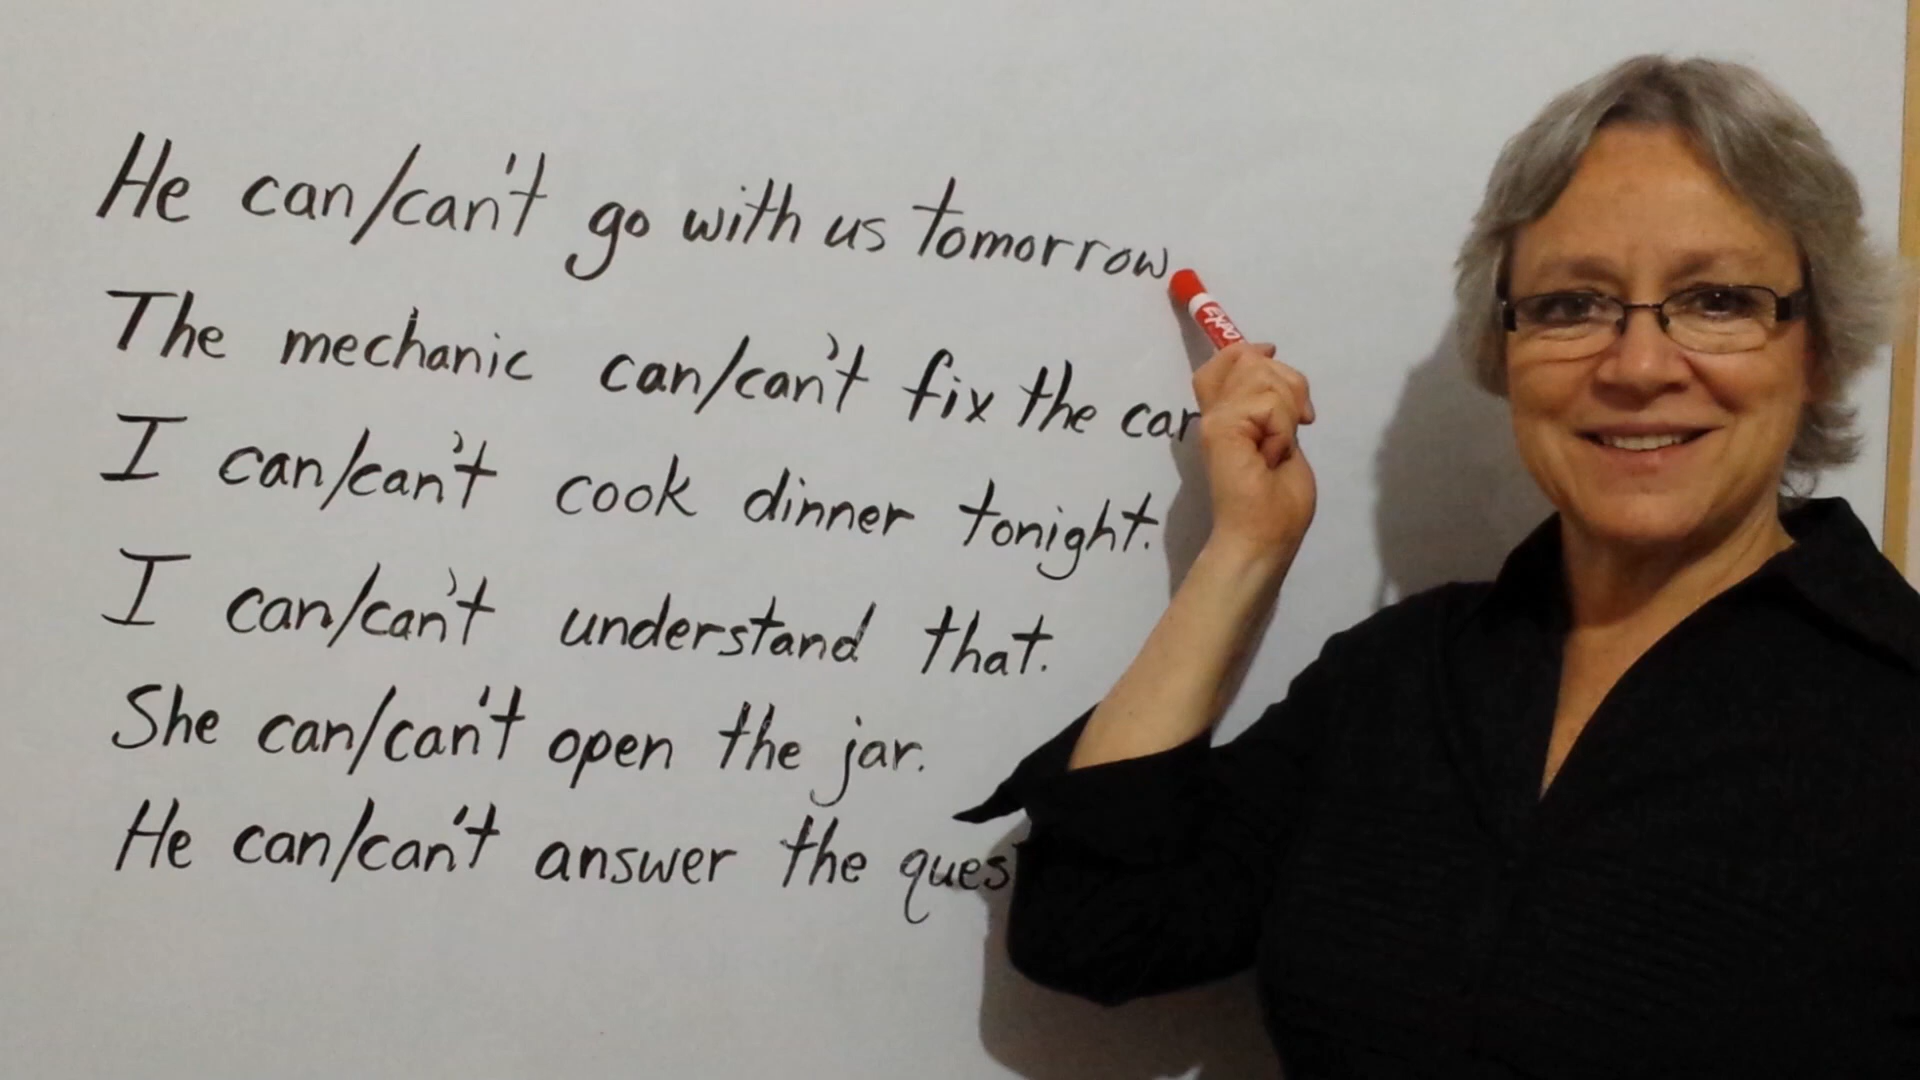 He can/can't go with us tomorrow
The mechanic can/can't fix the car
I can/can't cook dinner tonight.
I can/can't understand that.
She can/can't open the jar.
He can/can't answer the
EXPO